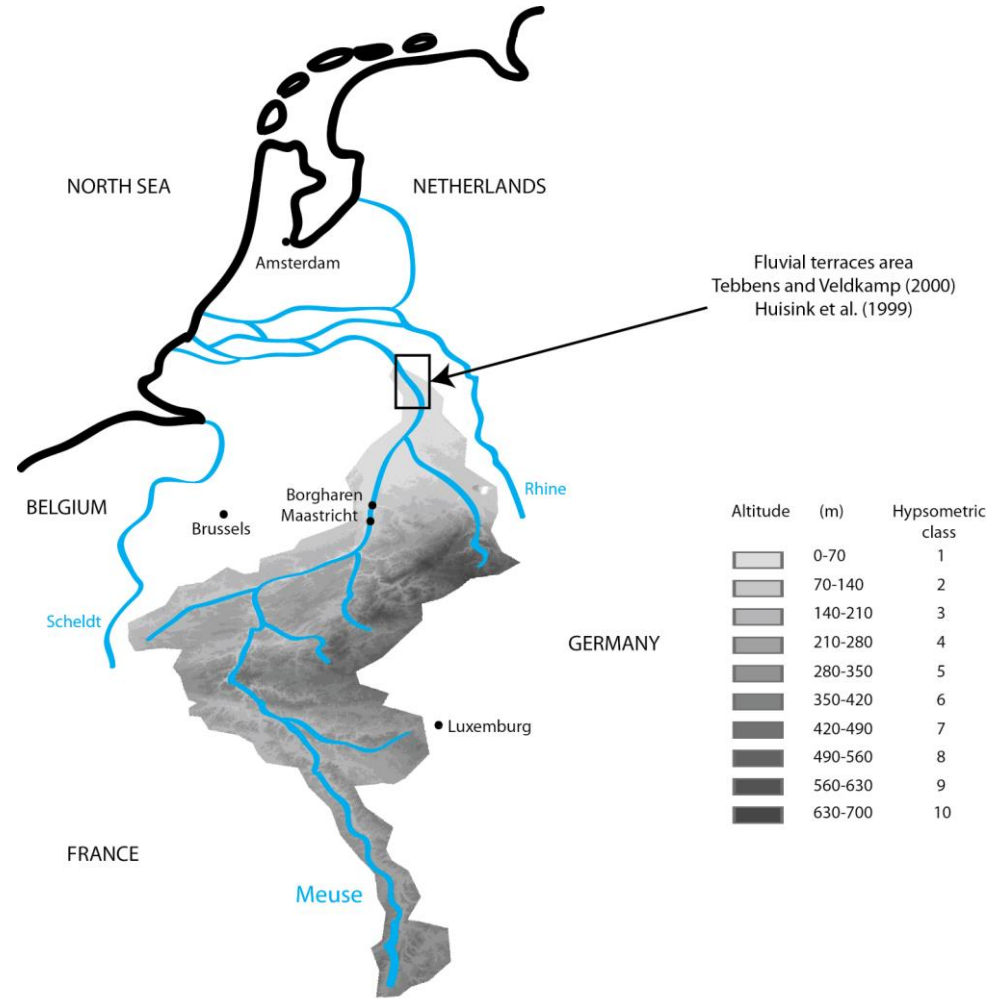 NORTH SEA
NETHERLANDS
Amsterdam
Fluvial terraces area
Tebbens and Veldkamp (2000)
Huisink et al. (1999)
Rhine
BELGIUM
Borgharen
Maastricht
Brussels
Scheldt
GERMANY
Luxemburg
FRANCE
Meuse
Altitude (m) Hypsometric
class
0-70 1
70-140 2
140-210 3
210-280 4
280-350 5
350-420 6
420-490 7
490-560 8
560-630 9
630-700 10